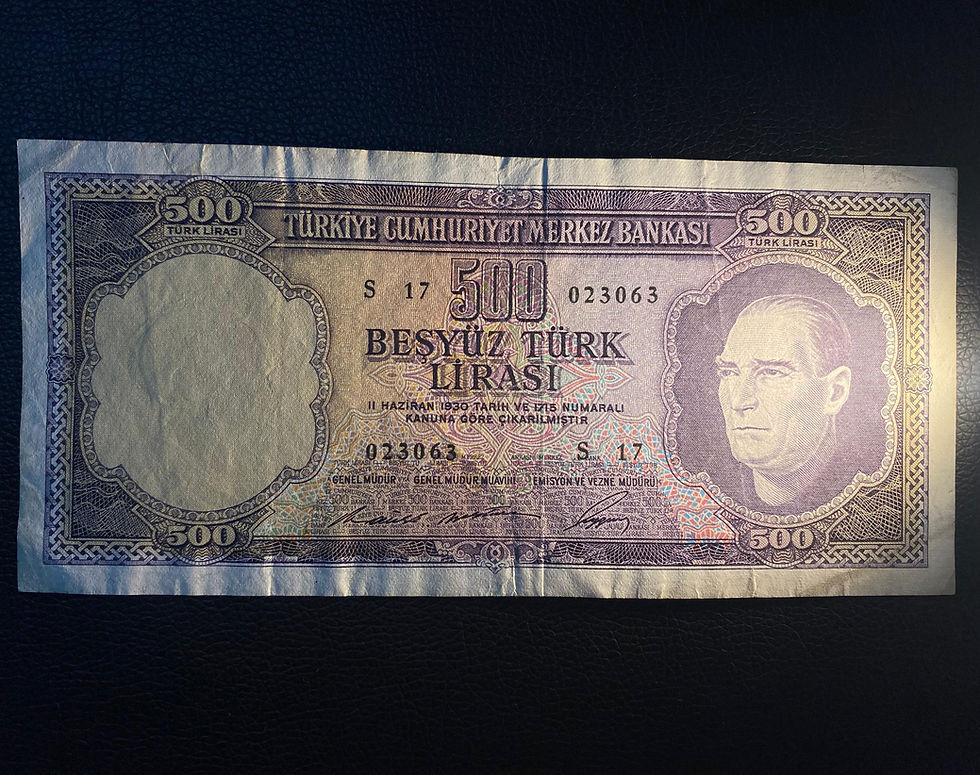 500 TÜRK LİRASI
TÜRKİYE CUMHURİYET MERKEZ BANKASI
500 TÜRK LİRASI
S 17 500 023063
BEŞYÜZ TÜRK
LİRASI
11 HAZİRAN 1930 TARİH VE 1715 NUMARALI
KANUNA GÖRE ÇIKARILMIŞTIR
023063 S 17
GENEL MÜDÜR GENEL MÜDÜR MUAVİNİ EMİSYON VE VEZNE MÜDÜRÜ
500
500